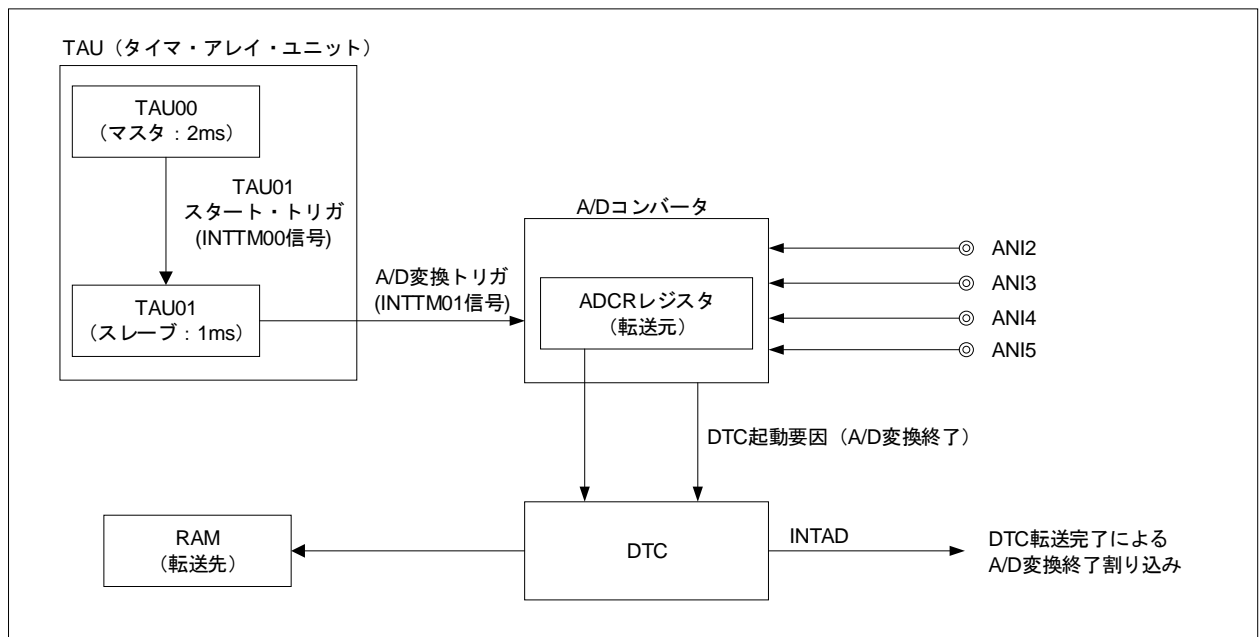 TAU（タイマ・アレイ・ユニット）
TAU00
（マスタ：2ms）
TAU01
スタート・トリガ
(INTTM00信号)
TAU01
（スレーブ：1ms）
A/D変換トリガ
(INTTM01信号)
A/Dコンバータ
ADCRレジスタ
（転送元）
ANI2
ANI3
ANI4
ANI5
DTC起動要因（A/D変換終了）
RAM
（転送先）
DTC
INTAD
DTC転送完了による
A/D変換終了割り込み